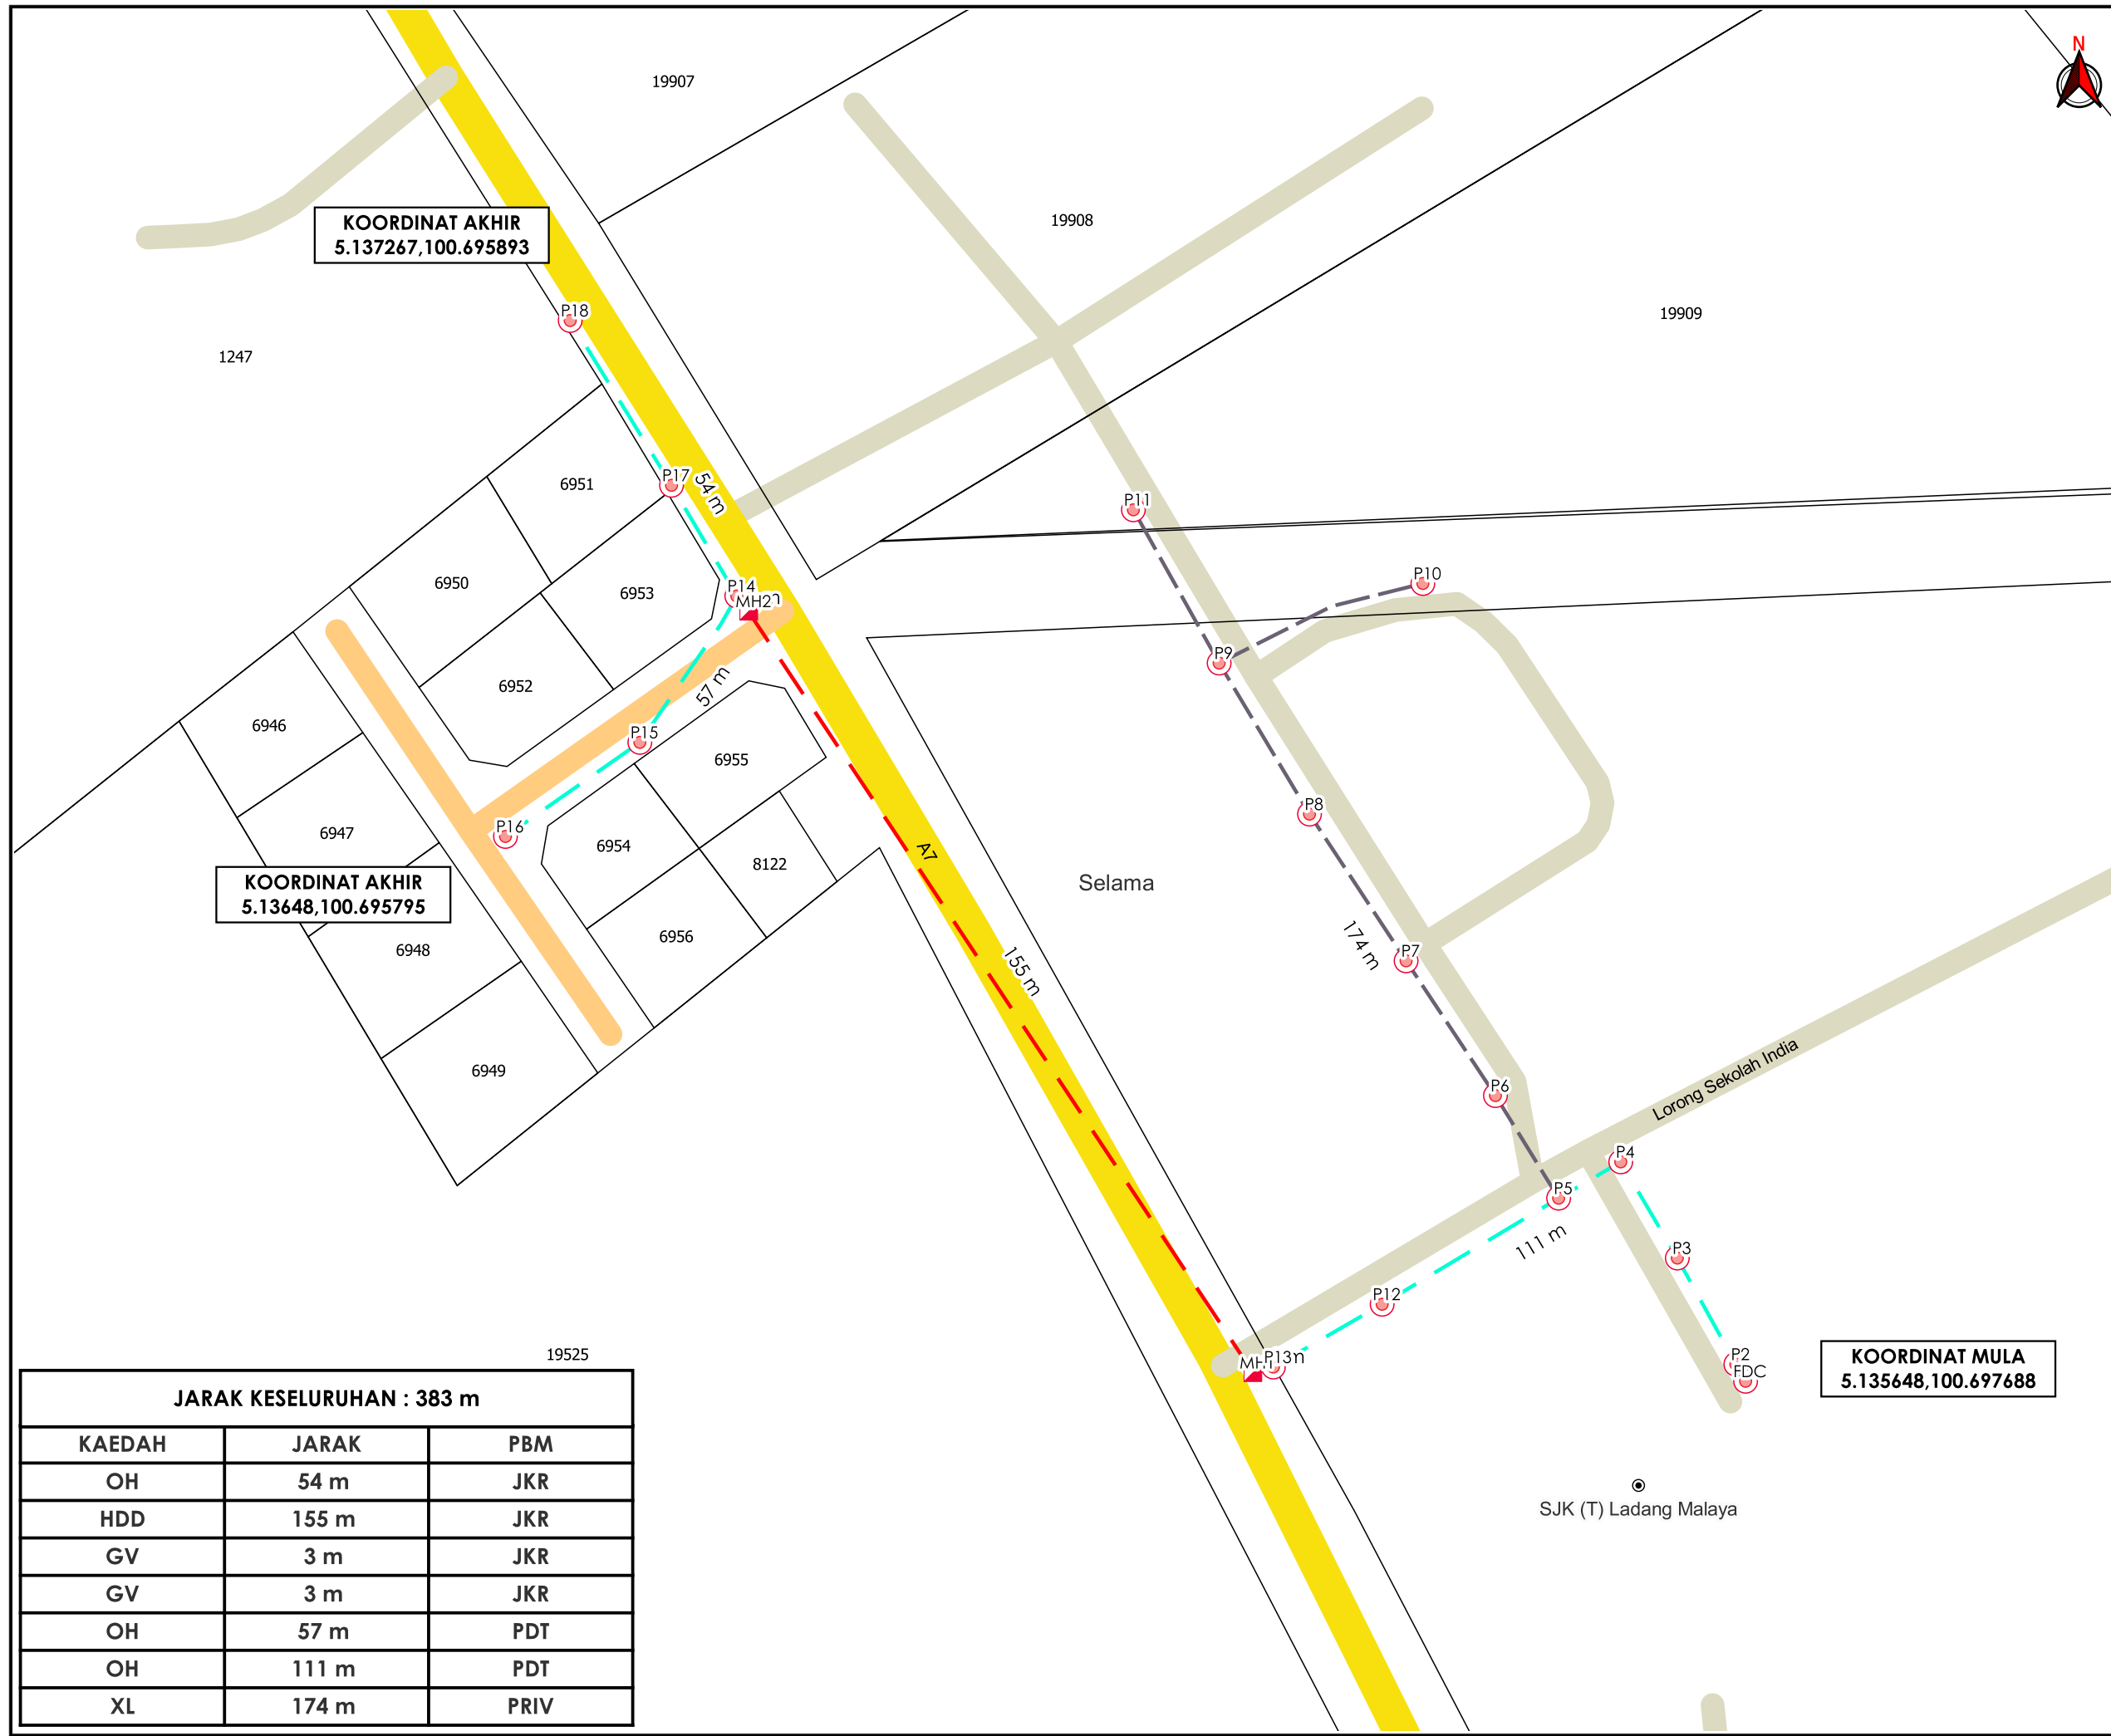 N
19907
19908
KOORDINAT AKHIR
5.137267,100.695893
19909
P18
1247
P17
54 m
6951
P11
6950
6953
P14
MH2
P10
P9
6952
57 m
6946
P15
6955
P8
P16
6947
6954
A7
8122
Selama
KOORDINAT AKHIR
5.13648,100.695795
6948
6956
155 m
174 m
P7
6949
P6
Lorong Sekolah India
P4
P5
111 m
P3
P12
P2
FDC
P13
KOORDINAT MULA
5.135648,100.697688
19525
SJK (T) Ladang Malaya
JARAK KESELURUHAN : 383 m
KAEDAH JARAK PBM
OH 54 m JKR
HDD 155 m JKR
GV 3 m JKR
GV 3 m JKR
OH 57 m PDT
OH 111 m PDT
XL 174 m PRIV